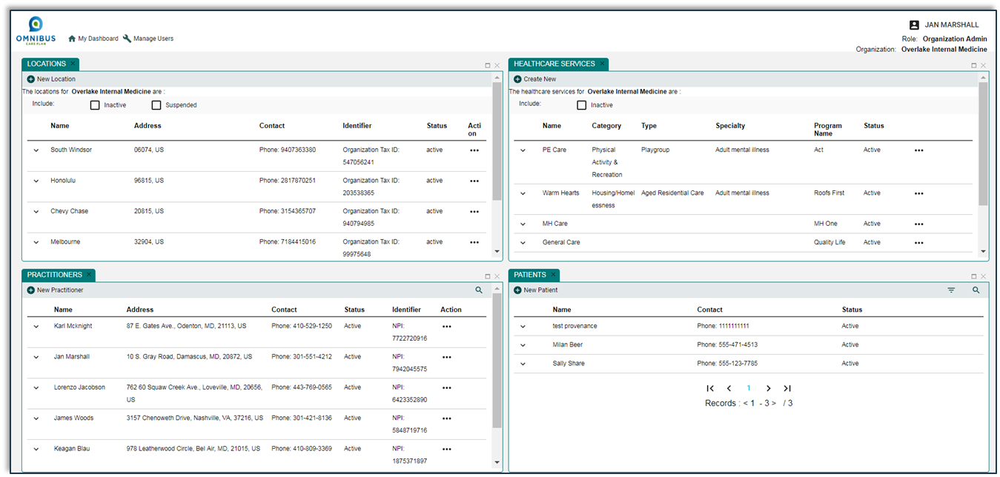 OMNIBUS
CARE PLAN
My Dashboard Manage Users
JAN MARSHALL
Role: Organization Admin
Organization: Overlake Internal Medicine
LOCATIONS
New Location
The locations for Overlake Internal Medicine are :
Include: Inactive Suspended
Name Address Contact Identifier Status Acti
on
South Windsor 06074, US Phone: 9407363380 Organization Tax ID: active
547056241
Honolulu 96815, US Phone: 2817870251 Organization Tax ID: active
203538365
Chevy Chase 20815, US Phone: 3154365707 Organization Tax ID: active
940794985
Melbourne 32904, US Phone: 7184415016 Organization Tax ID: active
99975648
HEALTHCARE SERVICES
Create New
The healthcare services for Overlake Internal Medicine are :
Include: Inactive
Name Category Type Specialty Program Status
Name
PE Care Physical Playgroup Adult mental illness Act Active
Activity &
Recreation
Warm Hearts Housing/Homel Aged Residential Care Adult mental illness Roofs First Active
essness
MH Care MH One Active
General Care Quality Life Active
PRACTITIONERS
New Practitioner
Name Address Contact Status Identifier Action
Karl Mcknight 87 E. Gates Ave., Odenton, MD, 21113, US Phone: 410-529-1250 Active NPI:
7722720916
Jan Marshall 10 S. Gray Road, Damascus, MD, 20872, US Phone: 301-551-4212 Active NPI:
7942045575
Lorenzo Jacobson 762 60 Squaw Creek Ave., Loveville, MD, 20656, Phone: 443-769-0565 Active NPI:
US 6423352890
James Woods 3157 Chenoweth Drive, Nashville, VA, 37216, US Phone: 301-421-8136 Active NPI:
5848719716
Keagan Blau 978 Leatherwood Circle, Bel Air, MD, 21015, US Phone: 410-809-3369 Active NPI:
1875371897
PATIENTS
New Patient
Name Contact Status
test provenance Phone: 1111111111 Active
Milan Beer Phone: 555-471-4513 Active
Sally Share Phone: 555-123-7785 Active
1
Records : < 1 - 3 > / 3